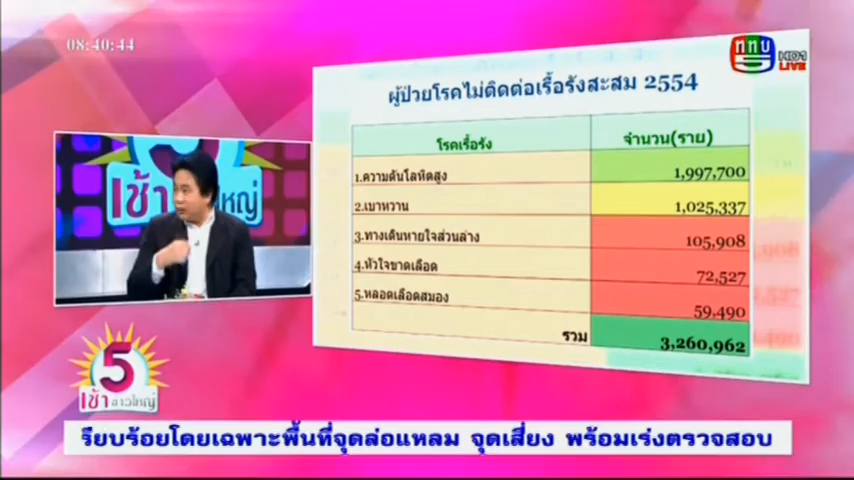 08:40:44
ททบ
HD1
LIVE
ผู้ป่วยโรคไม่ติดต่อเรื้อรังสะสม 2554
โรคเรื้อรัง จำนวน(ราย)
1.ความดันโลหิตสูง 1,997,700
2.เบาหวาน 1,025,337
3.ทางเดินหายใจส่วนล่าง 105,908
4.หัวใจขาดเลือด 72,527
5.หลอดเลือดสมอง 59,490
รวม 3,260,962
5
เช้า
ใหญ่
5
เช้า ข่าวใหญ่
รียบร้อยโดยเฉพาะพื้นที่จุดล่อแหลม จุดเสี่ยง พร้อมเร่งตรวจสอบ